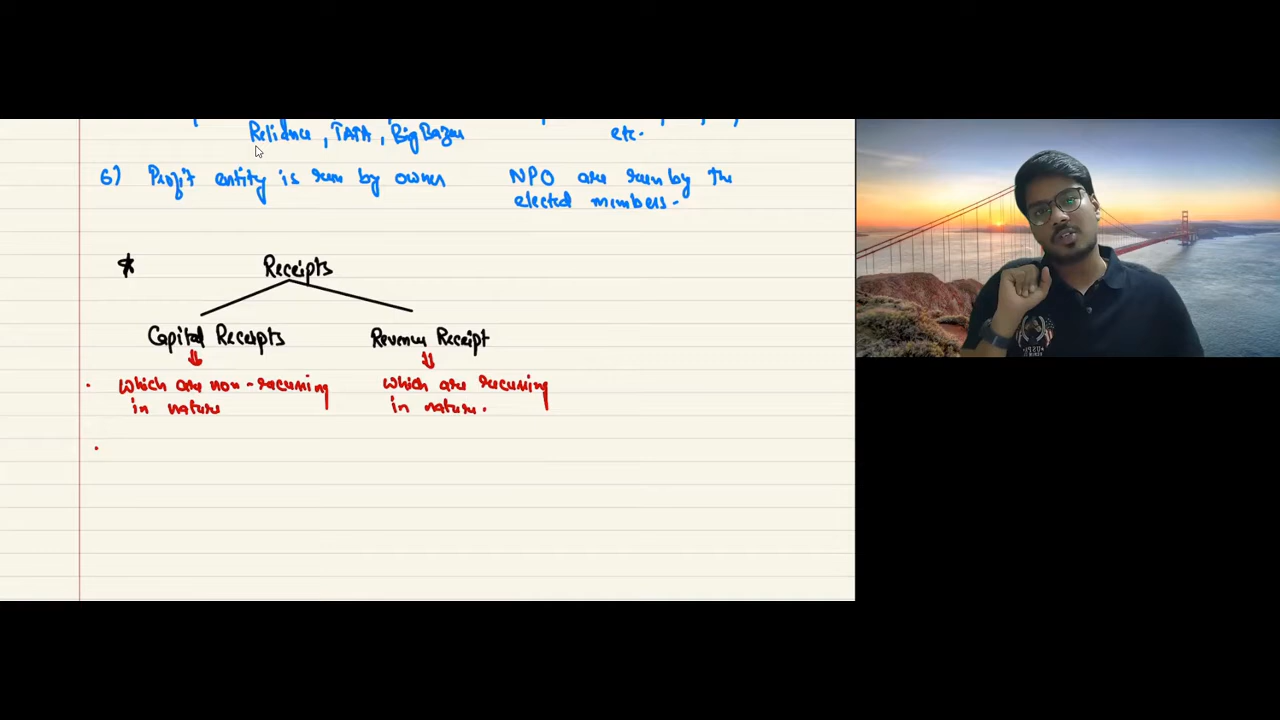 Reliance, TATA, Big Bazar
etc.
6) Profit entity is run by owner
NPO are run by the
elected members.
* Receipts
Capital Receipts
Revenue Receipt
. Which are non-recurring
in nature
Which are recurring
in nature.